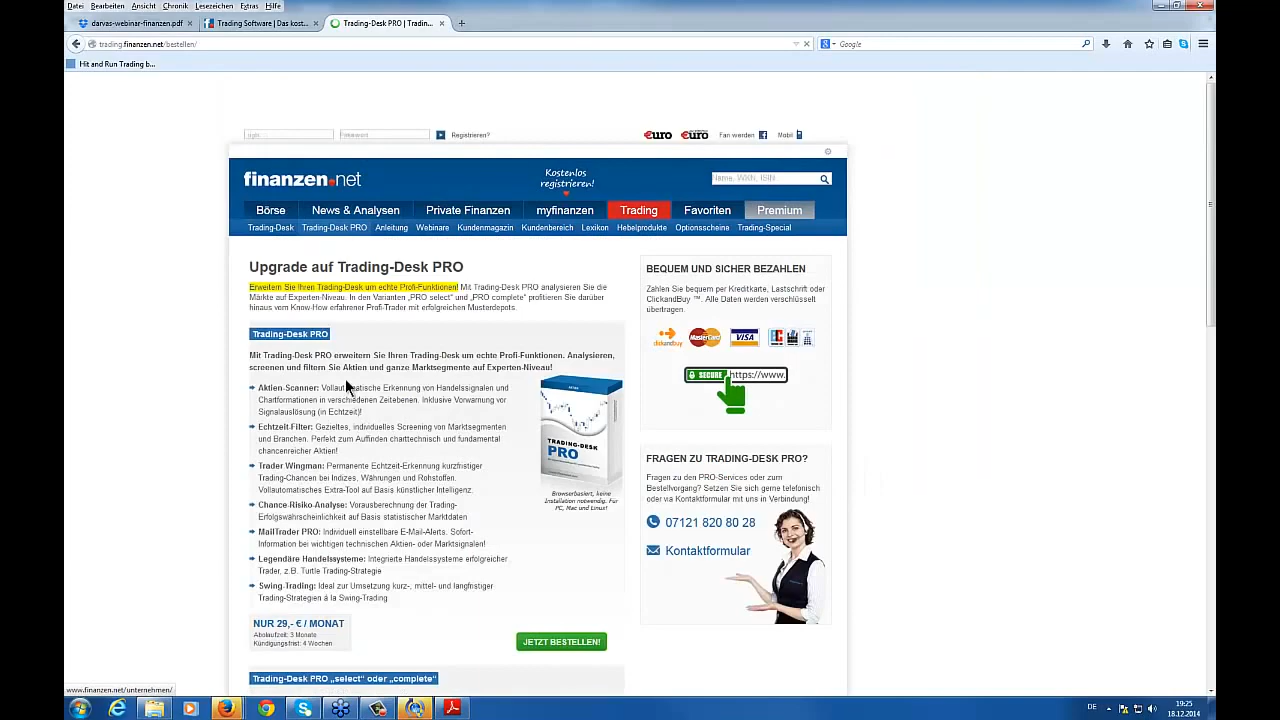 Datei Bearbeiten Ansicht Chronik Lesezeichen Extras Hilfe
darvas-webinar-finanzen.pdf
Trading Software | Das kost...
Trading-Desk PRO | Tradin...
trading.finanzen.net/bestellen/
Google
Hit and Run Trading b...
Registrieren?
€uro
€uro
Fan werden
Mobil
finanzen.net
Kostenlos
registrieren!
Name, WKN, ISIN
Börse News & Analysen Private Finanzen myfinanzen Trading Favoriten Premium
Trading-Desk Trading-Desk PRO Anleitung Webinare Kundenmagazin Kundenbereich Lexikon Hebelprodukte Optionsscheine Trading-Special
Upgrade auf Trading-Desk PRO
Erweitern Sie Ihren Trading-Desk um echte Profi-Funktionen! Mit Trading-Desk PRO analysieren Sie die
Märkte auf Experten-Niveau. In den Varianten „PRO select“ und „PRO complete“ profitieren Sie darüber
hinaus vom Know-How erfahrener Profi-Trader mit erfolgreichen Musterdepots.
Trading-Desk PRO
Mit Trading-Desk PRO erweitern Sie Ihren Trading-Desk um echte Profi-Funktionen. Analysieren,
screenen und filtern Sie Aktien und ganze Marktsegmente auf Experten-Niveau!
Aktien-Scanner: Vollautomatische Erkennung von Handelssignalen und
Chartformationen in verschiedenen Zeitebenen. Inklusive Vorwarnung vor
Signalauslösung (in Echtzeit)!
Echtzeit-Filter: Gezieltes, individuelles Screening von Marktsegmenten
und Branchen. Perfekt zum Auffinden charttechnisch und fundamental
chancenreicher Aktien!
Trader Wingman: Permanente Echtzeit-Erkennung kurzfristiger
Trading-Chancen bei Indizes, Währungen und Rohstoffen.
Vollautomatisches Extra-Tool auf Basis künstlicher Intelligenz.
Chance-Risiko-Analyse: Vorausberechnung der Trading-
Erfolgswahrscheinlichkeit auf Basis statistischer Marktdaten
MailTrader PRO: Individuell einstellbare E-Mail-Alerts. Sofort-
Information bei wichtigen technischen Aktien- oder Marktsignalen!
Legendäre Handelssysteme: Integrierte Handelssysteme erfolgreicher
Trader, z.B. Turtle Trading-Strategie
Swing-Trading: Ideal zur Umsetzung kurz-, mittel- und langfristiger
Trading-Strategien á la Swing-Trading
TRADING-DESK
PRO
Browserbasiert, keine
Installation notwendig. Für
PC, Mac und Linux!
NUR 29,- € / MONAT
Abolaufzeit: 3 Monate
Kündigungsfrist: 4 Wochen
JETZT BESTELLEN!
Trading-Desk PRO „select“ oder „complete“
BEQUEM UND SICHER BEZAHLEN
Zahlen Sie bequem per Kreditkarte, Lastschrift oder
ClickandBuy ™. Alle Daten werden verschlüsselt
übertragen.
clickandbuy
MasterCard
VISA
SECURE https://www.
FRAGEN ZU TRADING-DESK PRO?
Fragen zu den PRO-Services oder zum
Bestellvorgang? Setzen Sie sich gerne telefonisch
oder via Kontaktformular mit uns in Verbindung!
07121 820 80 28
Kontaktformular
www.finanzen.net/unternehmen/
DE
19:25
18.12.2014